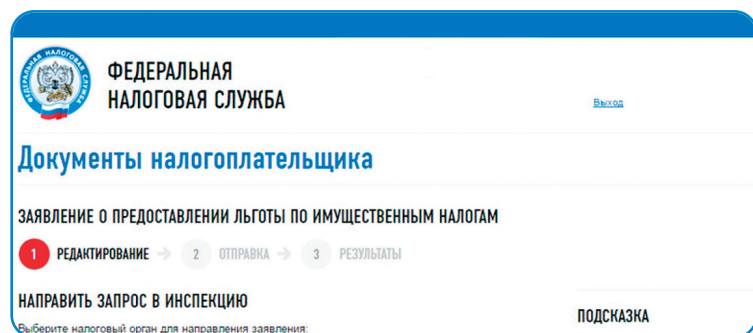 ФЕДЕРАЛЬНАЯ
НАЛОГОВАЯ СЛУЖБА
Выход
Документы налогоплательщика
ЗАЯВЛЕНИЕ О ПРЕДОСТАВЛЕНИИ ЛЬГОТЫ ПО ИМУЩЕСТВЕННЫМ НАЛОГАМ
1 РЕДАКТИРОВАНИЕ → 2 ОТПРАВКА → 3 РЕЗУЛЬТАТЫ
НАПРАВИТЬ ЗАПРОС В ИНСПЕКЦИЮ
ПОДСКАЗКА
Выберите налоговый орган для направления заявления: